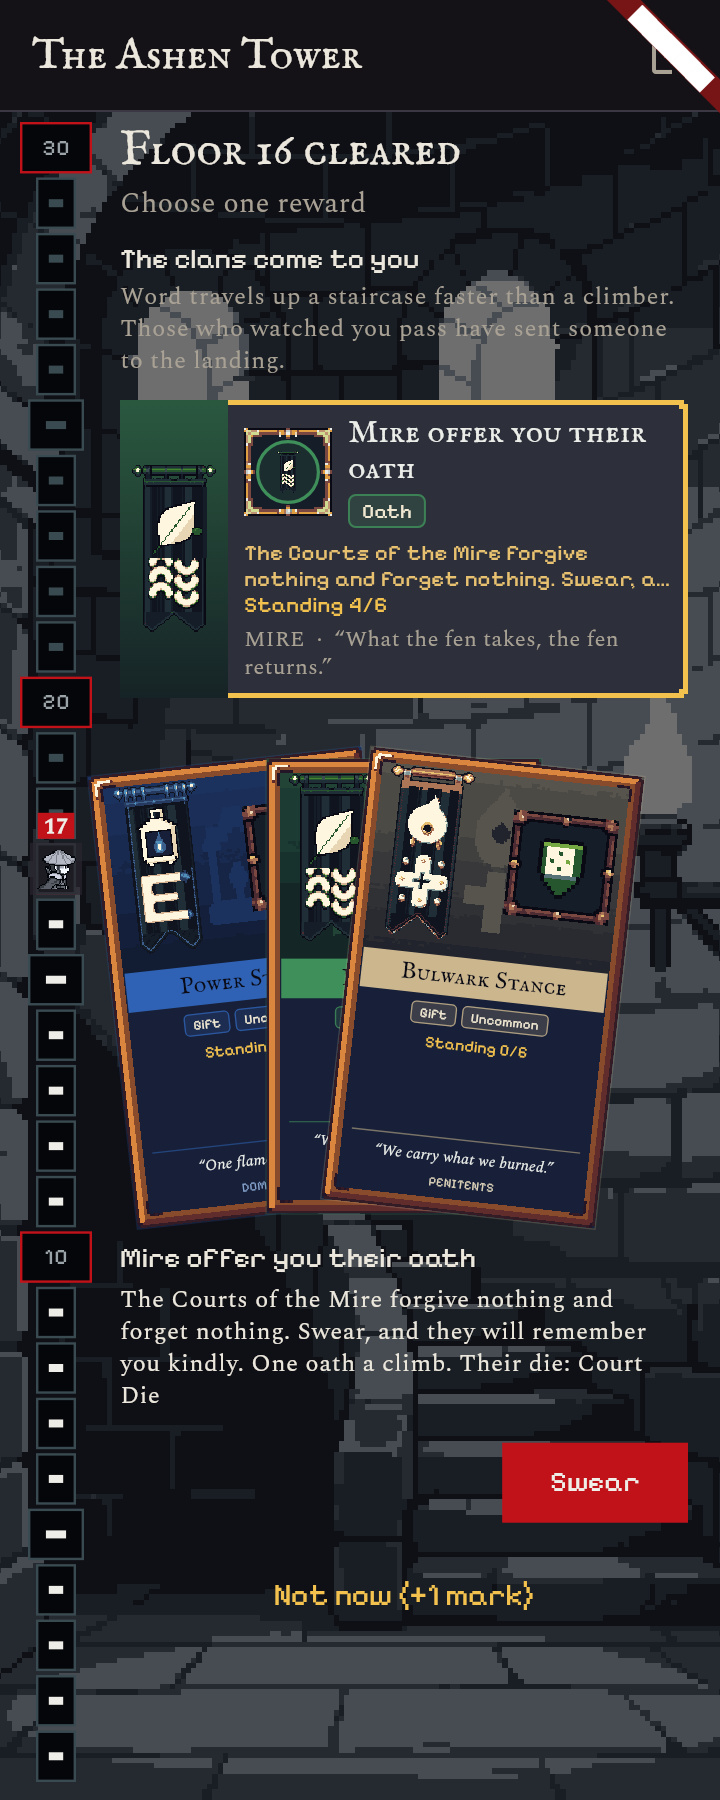 The Ashen Tower
30
Floor 16 cleared
Choose one reward
The clans come to you
Word travels up a staircase faster than a climber.
Those who watched you pass have sent someone
to the landing.
Mire offer you their
oath
Oath
The Courts of the Mire forgive
nothing and forget nothing. Swear, a...
Standing 4/6
MIRE · “What the fen takes, the fen
returns.”
20
17
Power S
Gift Unc
Standin
“One flam
DOM
Bulwark Stance
Gift Uncommon
Standing 0/6
“We carry what we burned.”
PENITENTS
10
Mire offer you their oath
The Courts of the Mire forgive nothing and
forget nothing. Swear, and they will remember
you kindly. One oath a climb. Their die: Court
Die
Swear
Not now (+1 mark)